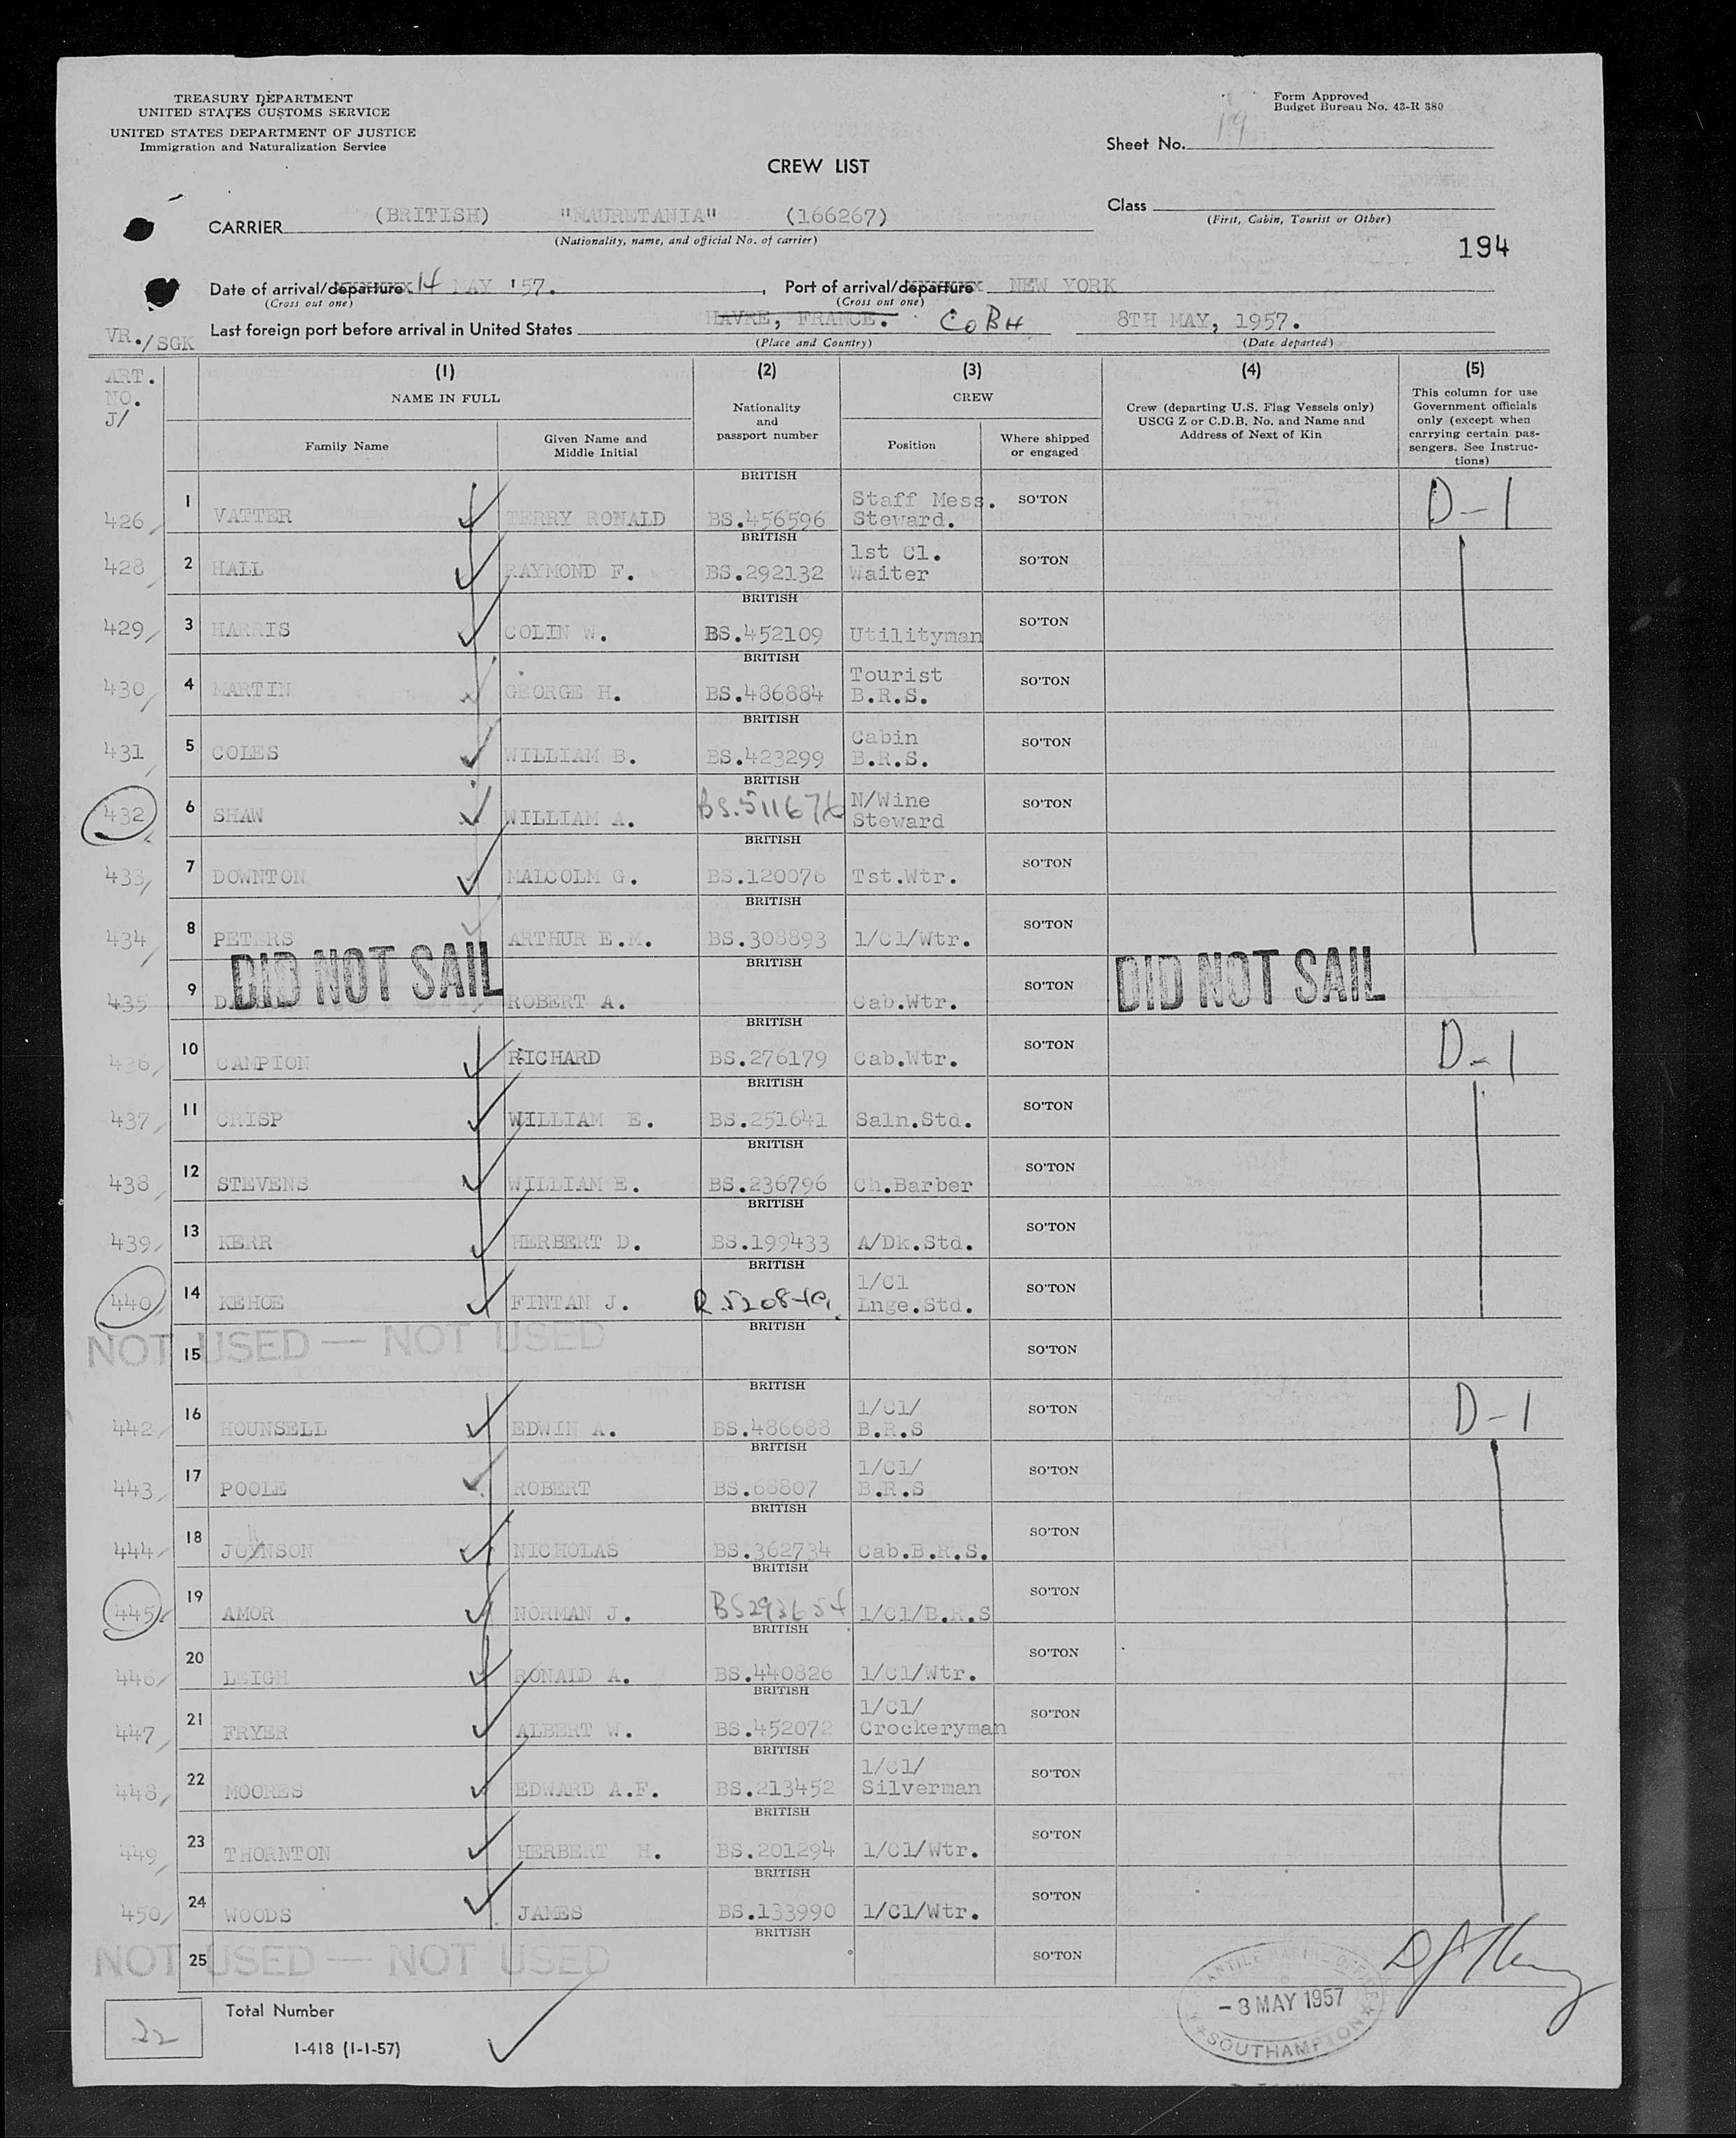 TREASURY DEPARTMENT
UNITED STATES CUSTOMS SERVICE
UNITED STATES DEPARTMENT OF JUSTICE
Immigration and Naturalization Service
Form Approved
Budget Bureau No. 43-R 380
Sheet No. 19
CREW LIST
Class
(First, Cabin, Tourist or Other)
CARRIER (BRITISH) "MAURETANIA" (166267)
(Nationality, name, and official No. of carrier)
194
Date of arrival/departure 14 MAY '57. , Port of arrival/departure NEW YORK
(Cross out one) (Cross out one)
VR./SGK Last foreign port before arrival in United States HAVRE, FRANCE. COBH 8TH MAY, 1957.
(Place and Country) (Date departed)
ART. NO. J/
(1) (2) (3) (4) (5)
NAME IN FULL
Family Name
Given Name and Middle Initial
Nationality and passport number
CREW
Position
Where shipped or engaged
Crew (departing U.S. Flag Vessels only) USCG Z or C.D.B. No. and Name and Address of Next of Kin
This column for use Government officials only (except when carrying certain passengers. See Instructions)
426/ 1 VATTER TERRY RONALD BRITISH BS.456596 Staff Mess. Steward. SO'TON D-1
428/ 2 HALL RAYMOND F. BRITISH BS.292132 1st Cl. Waiter SO'TON
429/ 3 HARRIS COLIN W. BRITISH BS.452109 Utilityman SO'TON
430/ 4 MARTIN GEORGE H. BRITISH BS.486884 Tourist B.R.S. SO'TON
431/ 5 COLES WILLIAM B. BRITISH BS.423299 Cabin B.R.S. SO'TON
432/ 6 SHAW WILLIAM A. BRITISH BS.511676 N/Wine Steward SO'TON
433/ 7 DOWNTON MALCOLM G. BRITISH BS.120076 Tst.Wtr. SO'TON
434/ 8 PETERS ARTHUR E.M. BRITISH BS.308893 1/Cl/Wtr. SO'TON
435 9 DID NOT SAIL ROBERT A. BRITISH Cab.Wtr. SO'TON DID NOT SAIL
436/ 10 CAMPION RICHARD BRITISH BS.276179 Cab.Wtr. SO'TON D-1
437/ 11 CRISP WILLIAM E. BRITISH BS.251641 Saln.Std. SO'TON
438/ 12 STEVENS WILLIAM E. BRITISH BS.236796 Ch.Barber SO'TON
439/ 13 KERR HERBERT D. BRITISH BS.199433 A/Dk.Std. SO'TON
440/ 14 KEHOE FINTAN J. BRITISH 1/Cl Lnge.Std. SO'TON
NOT USED — NOT USED 15 BRITISH SO'TON
442/ 16 HOUNSELL EDWIN A. BRITISH BS.486688 1/Cl/ B.R.S SO'TON D-1
443/ 17 POOLE ROBERT BRITISH BS.68807 1/Cl/ B.R.S SO'TON
444/ 18 JOHNSON NICHOLAS BRITISH BS.362734 Cab.B.R.S. SO'TON
445/ 19 AMOR NORMAN J. BRITISH BS293654 1/Cl/B.R.S SO'TON
446/ 20 LEIGH RONALD A. BRITISH BS.440826 1/Cl/Wtr. SO'TON
447/ 21 FRYER ALBERT W. BRITISH BS.452072 1/Cl/ Crockeryman SO'TON
448/ 22 MOORES EDWARD A.F. BRITISH BS.213452 1/Cl/ Silverman SO'TON
449/ 23 THORNTON HERBERT H. BRITISH BS.201294 1/Cl/Wtr. SO'TON
450/ 24 WOODS JAMES BRITISH BS.133990 1/Cl/Wtr. SO'TON
NOT USED — NOT USED 25 BRITISH SO'TON
22 Total Number
I-418 (1-1-57)
MERCANTILE MARINE OFFICE
- 8 MAY 1957
SOUTHAMPTON